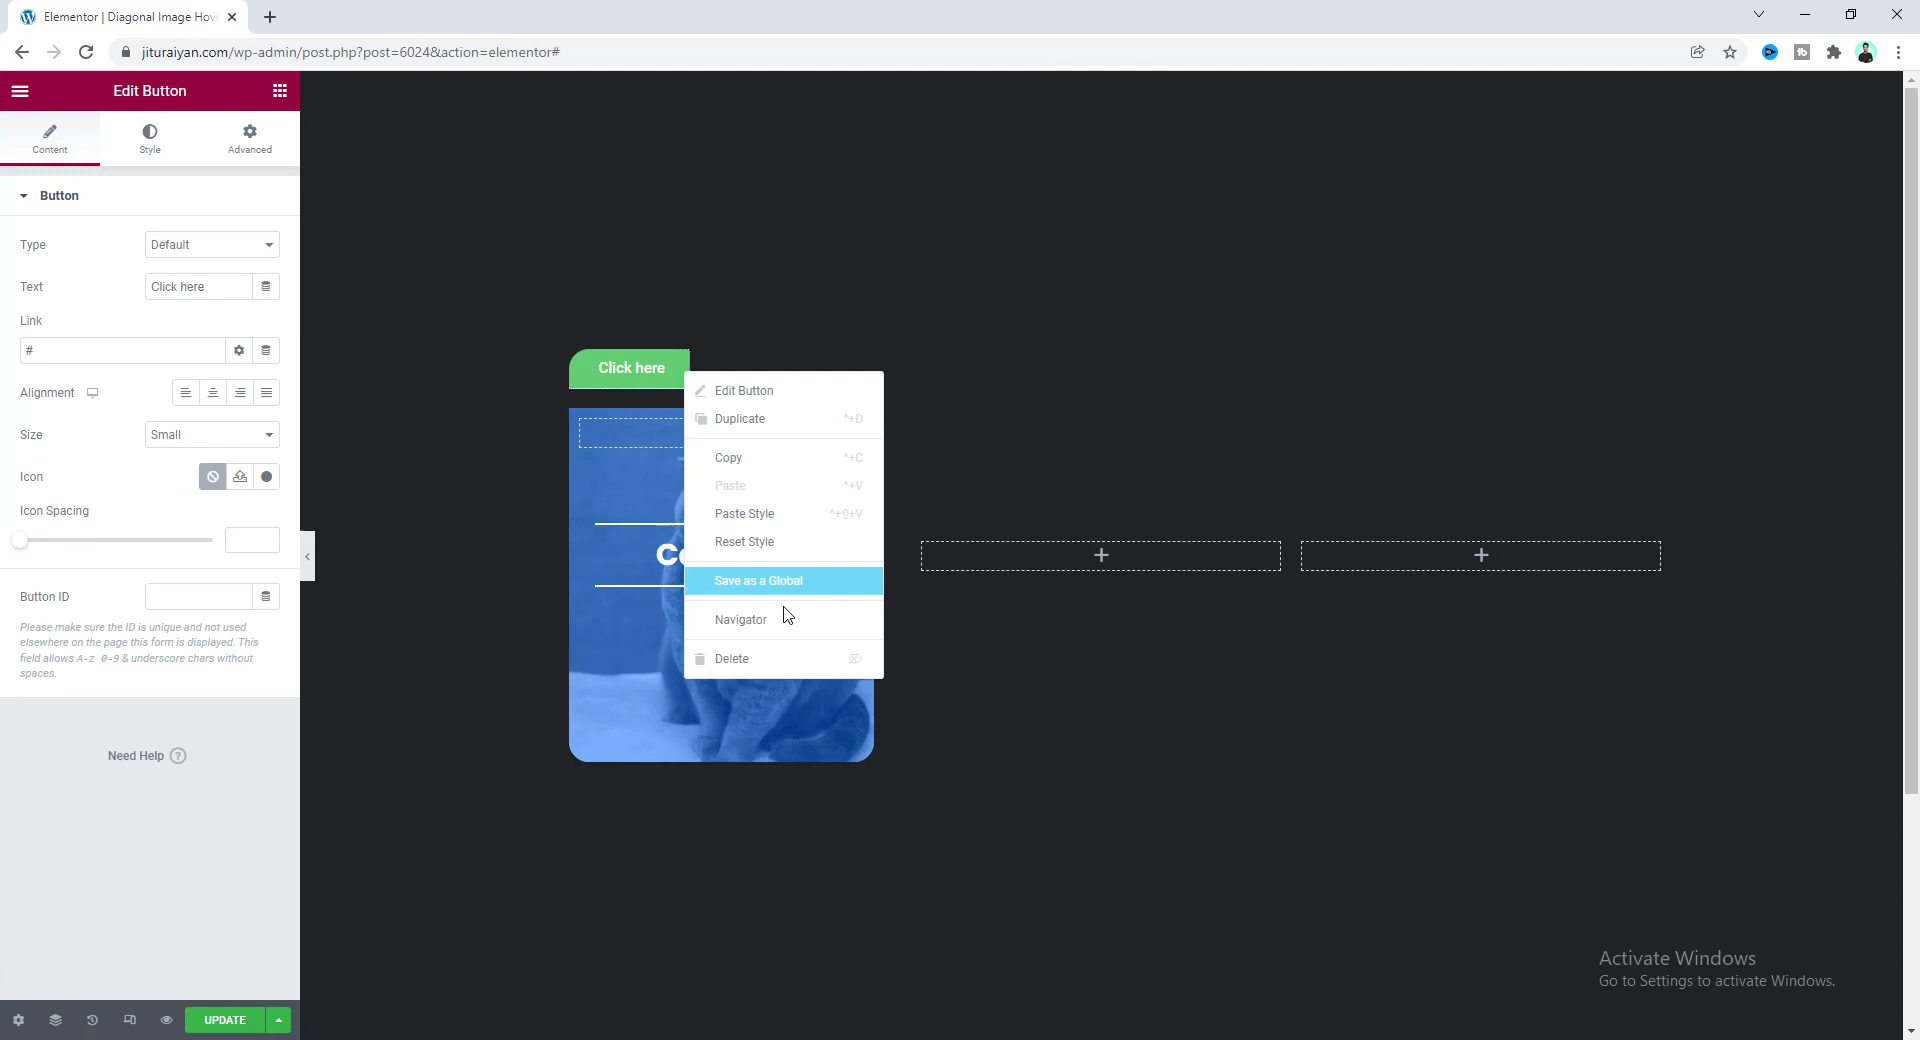 Elementor | Diagonal Image Hov
jituraiyan.com/wp-admin/post.php?post=6024&action=elementor#
Edit Button
Content
Style
Advanced
Button
Type
Default
Text
Click here
Link
#
Alignment
Size
Small
Icon
Icon Spacing
Button ID
Please make sure the ID is unique and not used
elsewhere on the page this form is displayed. This
field allows A-z 0-9 & underscore chars without
spaces.
Need Help ?
UPDATE
Click here
Edit Button
Duplicate ^+D
Copy ^+C
Paste ^+V
Paste Style ^+⇧+V
Reset Style
Save as a Global
Navigator
Delete ⌦
Activate Windows
Go to Settings to activate Windows.